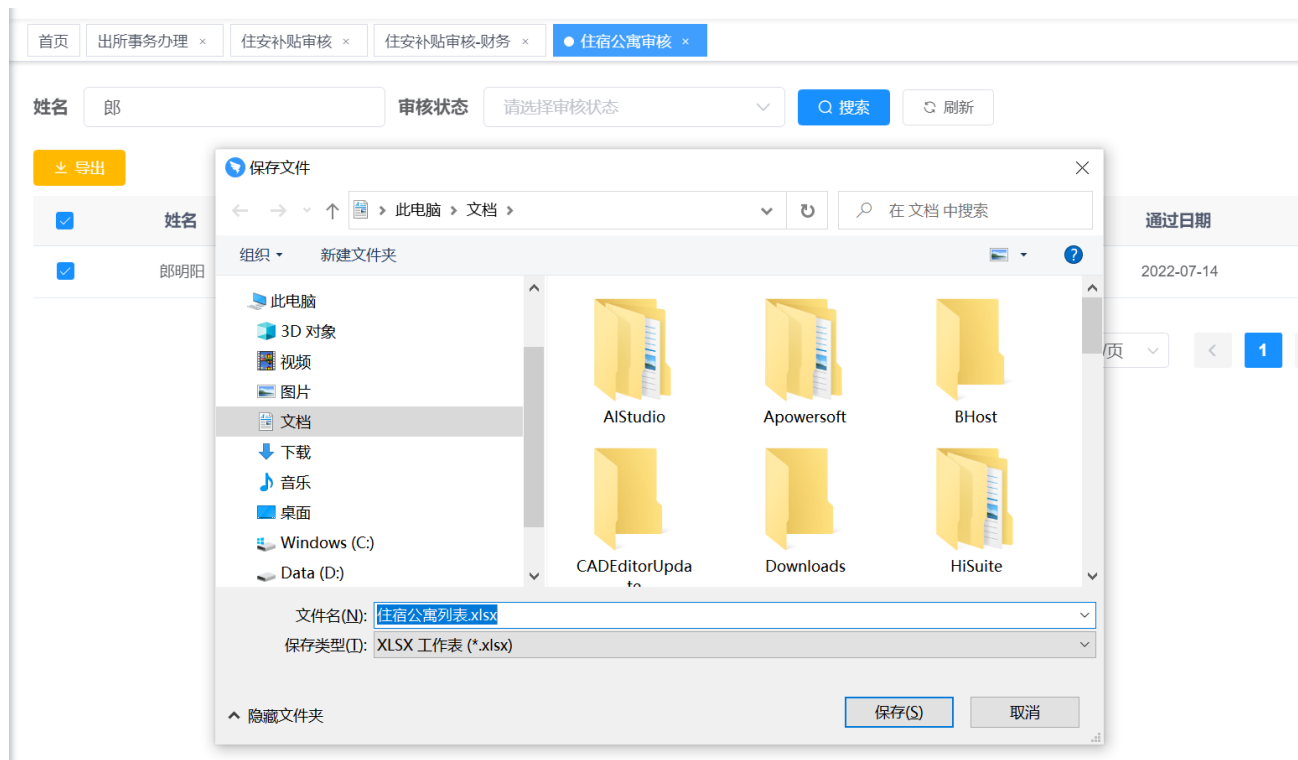 首页 出所事务办理 × 住安补贴审核 × 住安补贴审核-财务 × 住宿公寓审核 ×
姓名 郎 审核状态 请选择审核状态 搜索 刷新
导出
姓名 通过日期
郎明阳 2022-07-14
/页 1
保存文件
此电脑 › 文档 › 在 文档 中搜索
组织 新建文件夹
此电脑
3D 对象
视频
图片
文档
下载
音乐
桌面
Windows (C:)
Data (D:)
AIStudio Apowersoft BHost
CADEditorUpda Downloads HiSuite
文件名(N): 住宿公寓列表.xlsx
保存类型(T): XLSX 工作表 (*.xlsx)
隐藏文件夹 保存(S) 取消